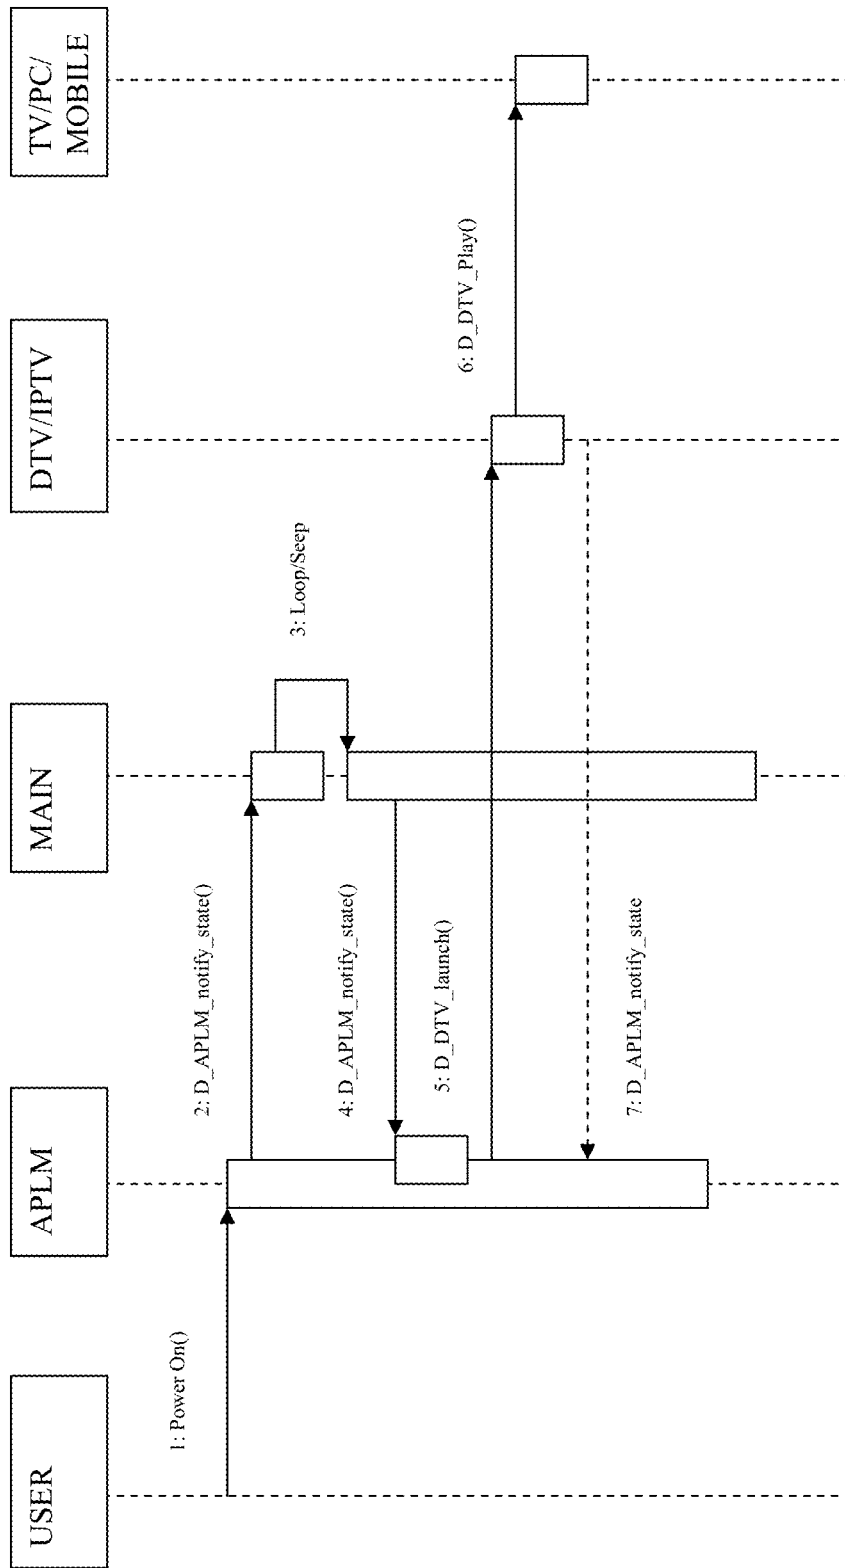 USER
APLM
MAIN
DTV/IPTV
TV/PC/
MOBILE
1: Power On()
2: D_APLM_notify_state()
3: Loop/Seep
4: D_APLM_notify_state()
5: D_DTV_launch()
6: D_DTV_Play()
7: D_APLM_notify_state